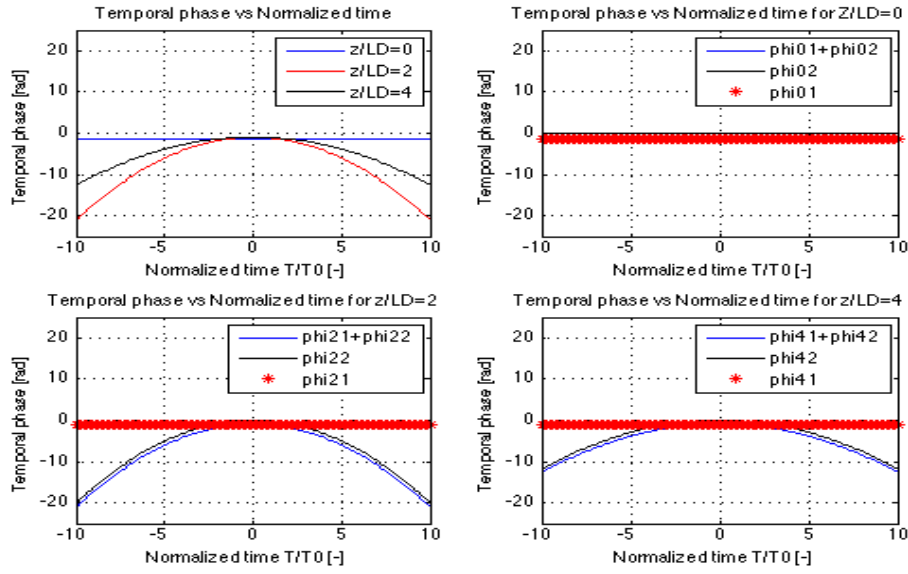 Temporal phase vs Normalized time
Temporal phase [rad]
20
10
0
-10
-20
z/LD=0
z/LD=2
z/LD=4
-10
-5
0
5
10
Normalized time T/T0 [-]
Temporal phase vs Normalized time for Z/LD=0
Temporal phase [rad]
20
10
0
-10
-20
phi01+phi02
phi02
phi01
-10
-5
0
5
10
Normalized time T/T0 [-]
Temporal phase vs Normalized time for z/LD=2
Temporal phase [rad]
20
10
0
-10
-20
phi21+phi22
phi22
phi21
-10
-5
0
5
10
Normalized time T/T0 [-]
Temporal phase vs Normalized time for z/LD=4
Temporal phase [rad]
20
10
0
-10
-20
phi41+phi42
phi42
phi41
-10
-5
0
5
10
Normalized time T/T0 [-]